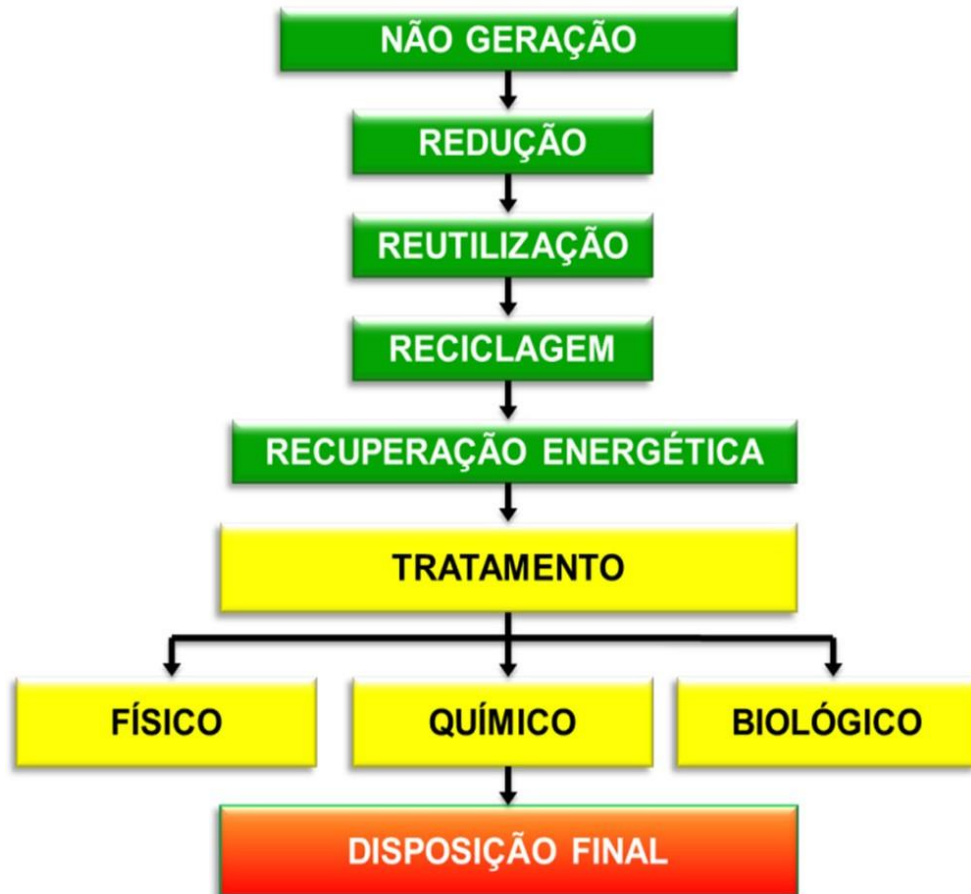 NÃO GERAÇÃO
REDUÇÃO
REUTILIZAÇÃO
RECICLAGEM
RECUPERAÇÃO ENERGÉTICA
TRATAMENTO
FÍSICO
QUÍMICO
BIOLÓGICO
DISPOSIÇÃO FINAL